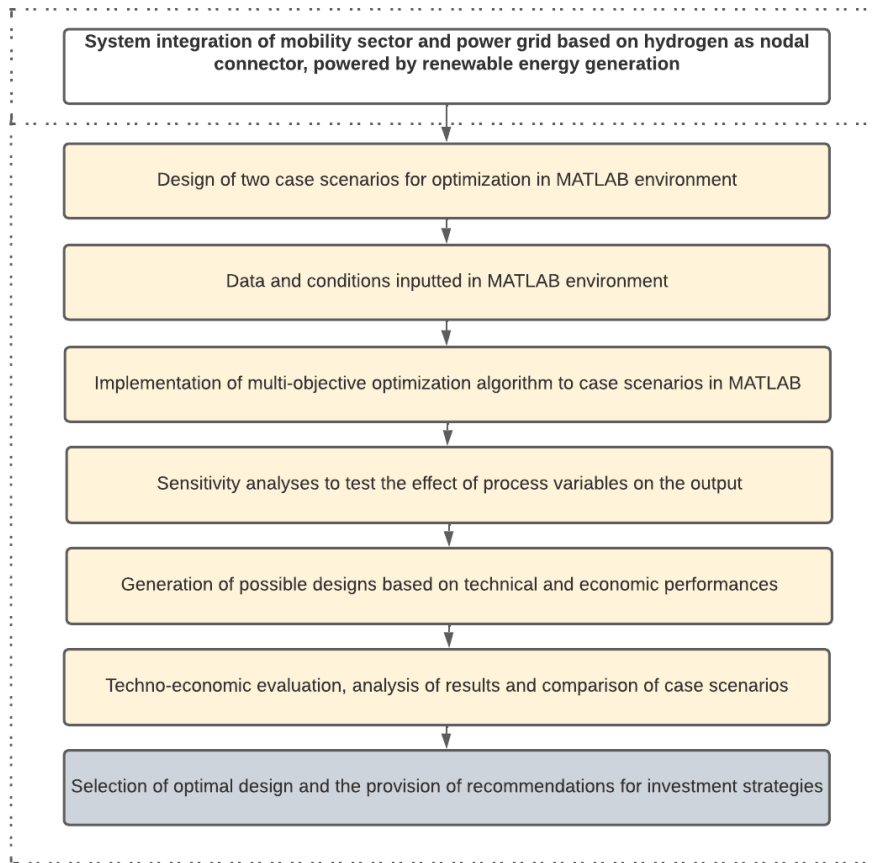 System integration of mobility sector and power grid based on hydrogen as nodal
connector, powered by renewable energy generation
Design of two case scenarios for optimization in MATLAB environment
Data and conditions inputted in MATLAB environment
Implementation of multi-objective optimization algorithm to case scenarios in MATLAB
Sensitivity analyses to test the effect of process variables on the output
Generation of possible designs based on technical and economic performances
Techno-economic evaluation, analysis of results and comparison of case scenarios
Selection of optimal design and the provision of recommendations for investment strategies